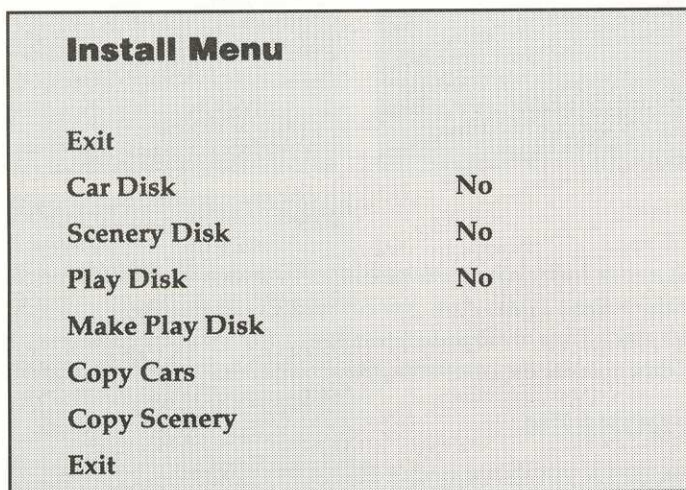 Install Menu
Exit
Car Disk No
Scenery Disk No
Play Disk No
Make Play Disk
Copy Cars
Copy Scenery
Exit